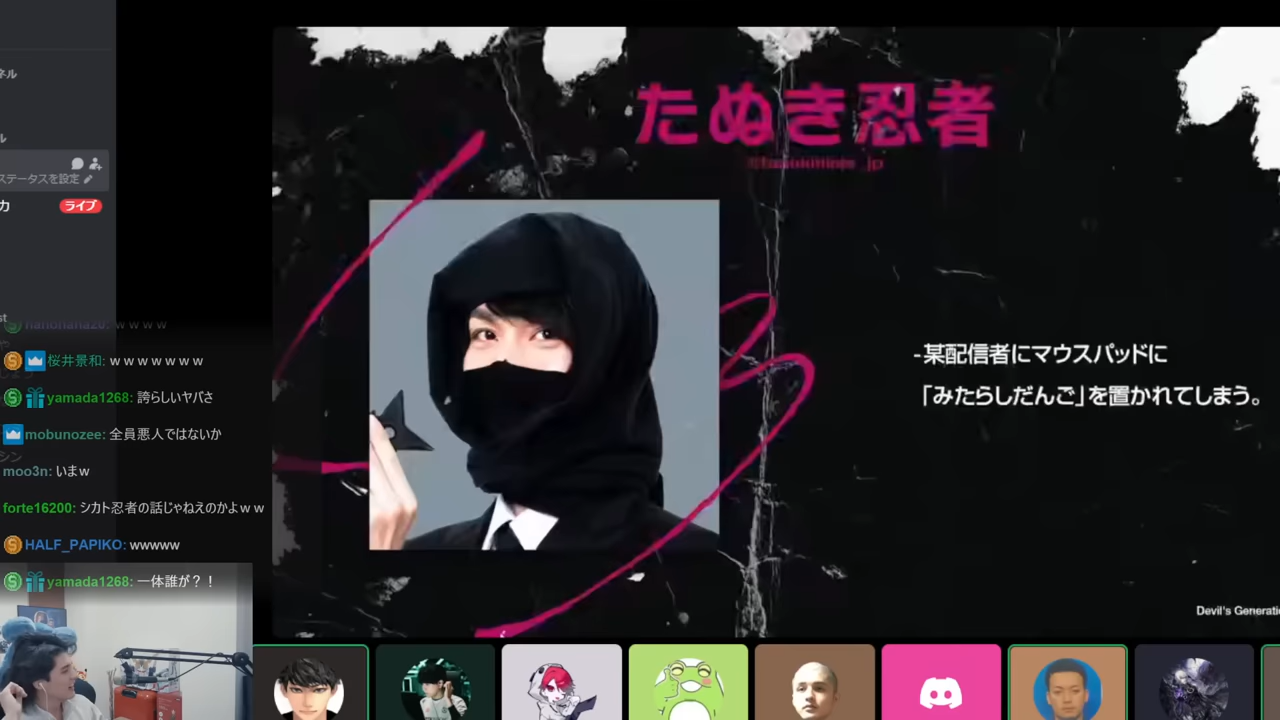 ネル
ル
ステータスを設定
カ
ライブ
st
w w w w
桜井景和: w w w w w w w
yamada1268: 誇らしいヤバさ
mobunozee: 全員悪人ではないか
シン
moo3n: いまw
forte16200: シカト忍者の話じゃねえのかよw w
HALF_PAPIKO: wwwww
yamada1268: 一体誰が?!
たぬき忍者
-某配信者にマウスパッドに
「みたらしだんご」を置かれてしまう。
Devil's Generatio